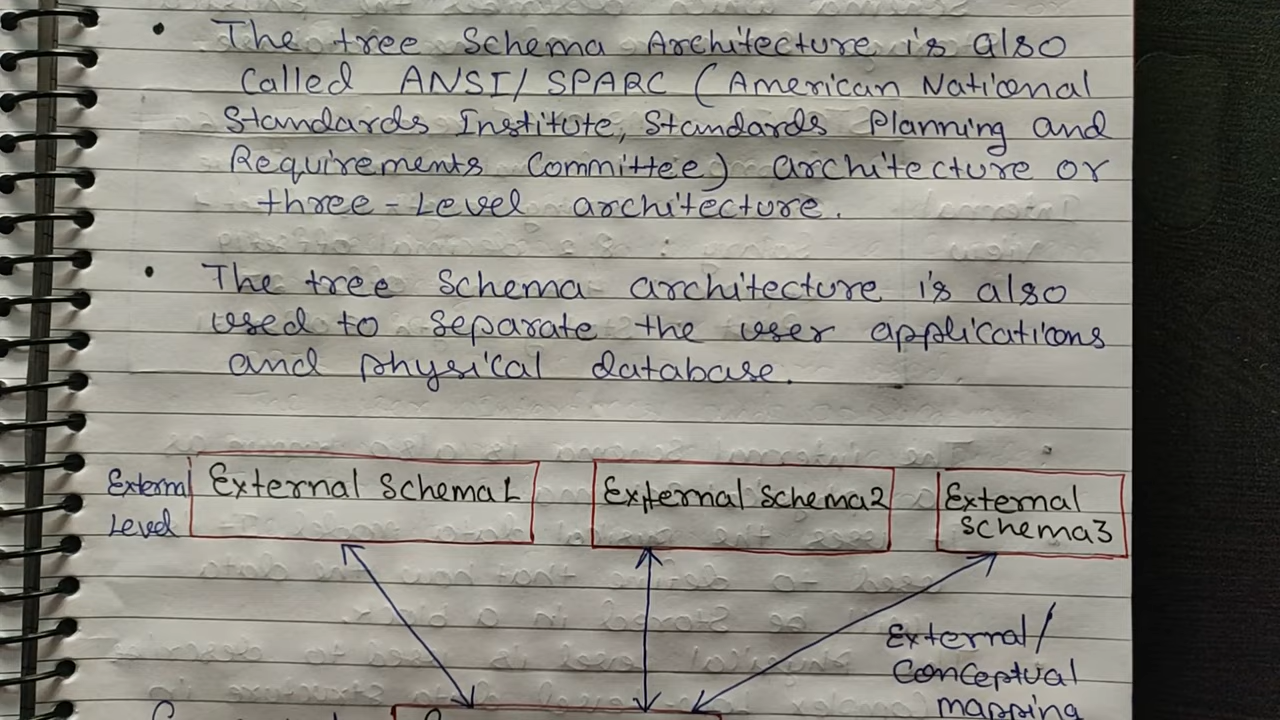 • The tree Schema Architecture is also
Called ANSI/SPARC (American National
Standards Institute, Standards Planning and
Requirements Committee) architecture or
three-Level architecture.
• The tree schema architecture is also
used to separate the user applications
and physical database.
External Level
External Schema1
External Schema2
External
Schema3
External/
Conceptual
mapping